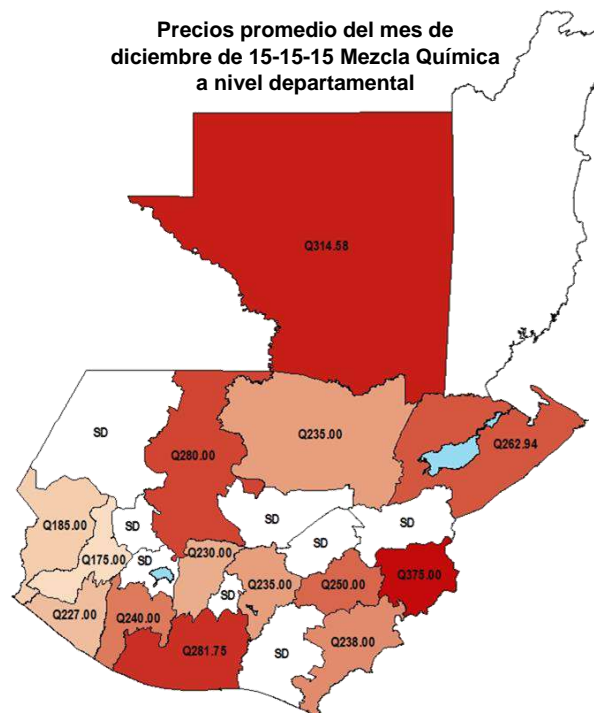 Precios promedio del mes de
diciembre de 15-15-15 Mezcla Química
a nivel departamental
Q314.58
SD
Q280.00
Q235.00
Q262.94
Q185.00
SD
SD
SD
SD
Q175.00
SD
Q230.00
Q235.00
Q250.00
Q375.00
Q227.00
Q240.00
SD
Q238.00
Q281.75
SD